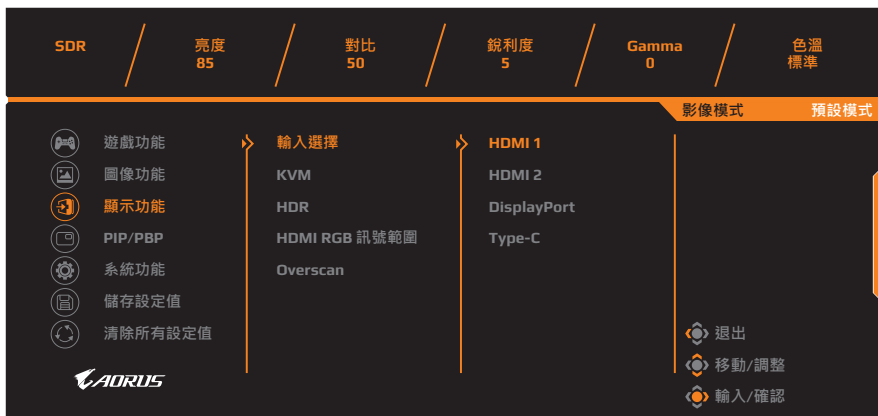 SDR
亮度
85
對比
50
銳利度
5
Gamma
0
色溫
標準
影像模式 預設模式
遊戲功能
圖像功能
顯示功能
PIP/PBP
系統功能
儲存設定值
清除所有設定值
輸入選擇
KVM
HDR
HDMI RGB 訊號範圍
Overscan
HDMI 1
HDMI 2
DisplayPort
Type-C
退出
移動/調整
輸入/確認
AORUS